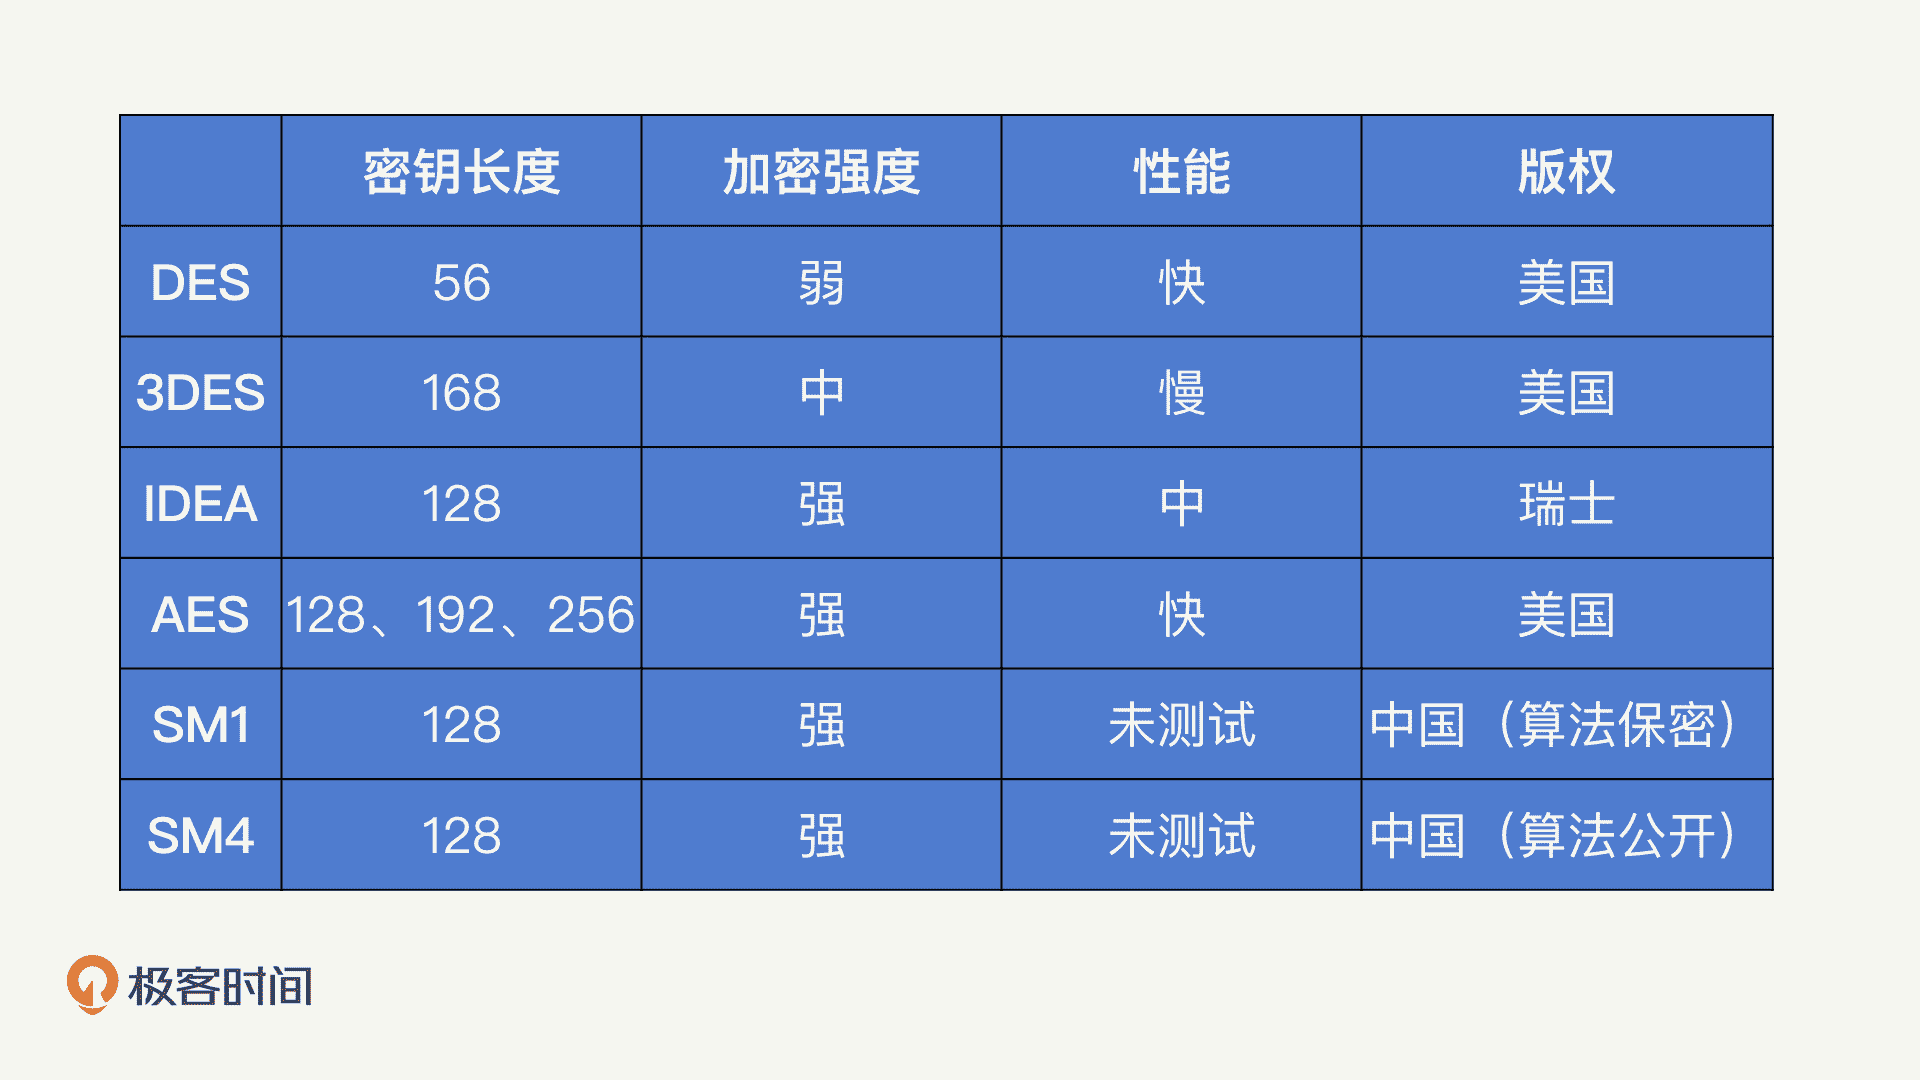 密钥长度 加密强度 性能 版权
DES 56 弱 快 美国
3DES 168 中 慢 美国
IDEA 128 强 中 瑞士
AES 128、192、256 强 快 美国
SM1 128 强 未测试 中国（算法保密）
SM4 128 强 未测试 中国（算法公开）
极客时间